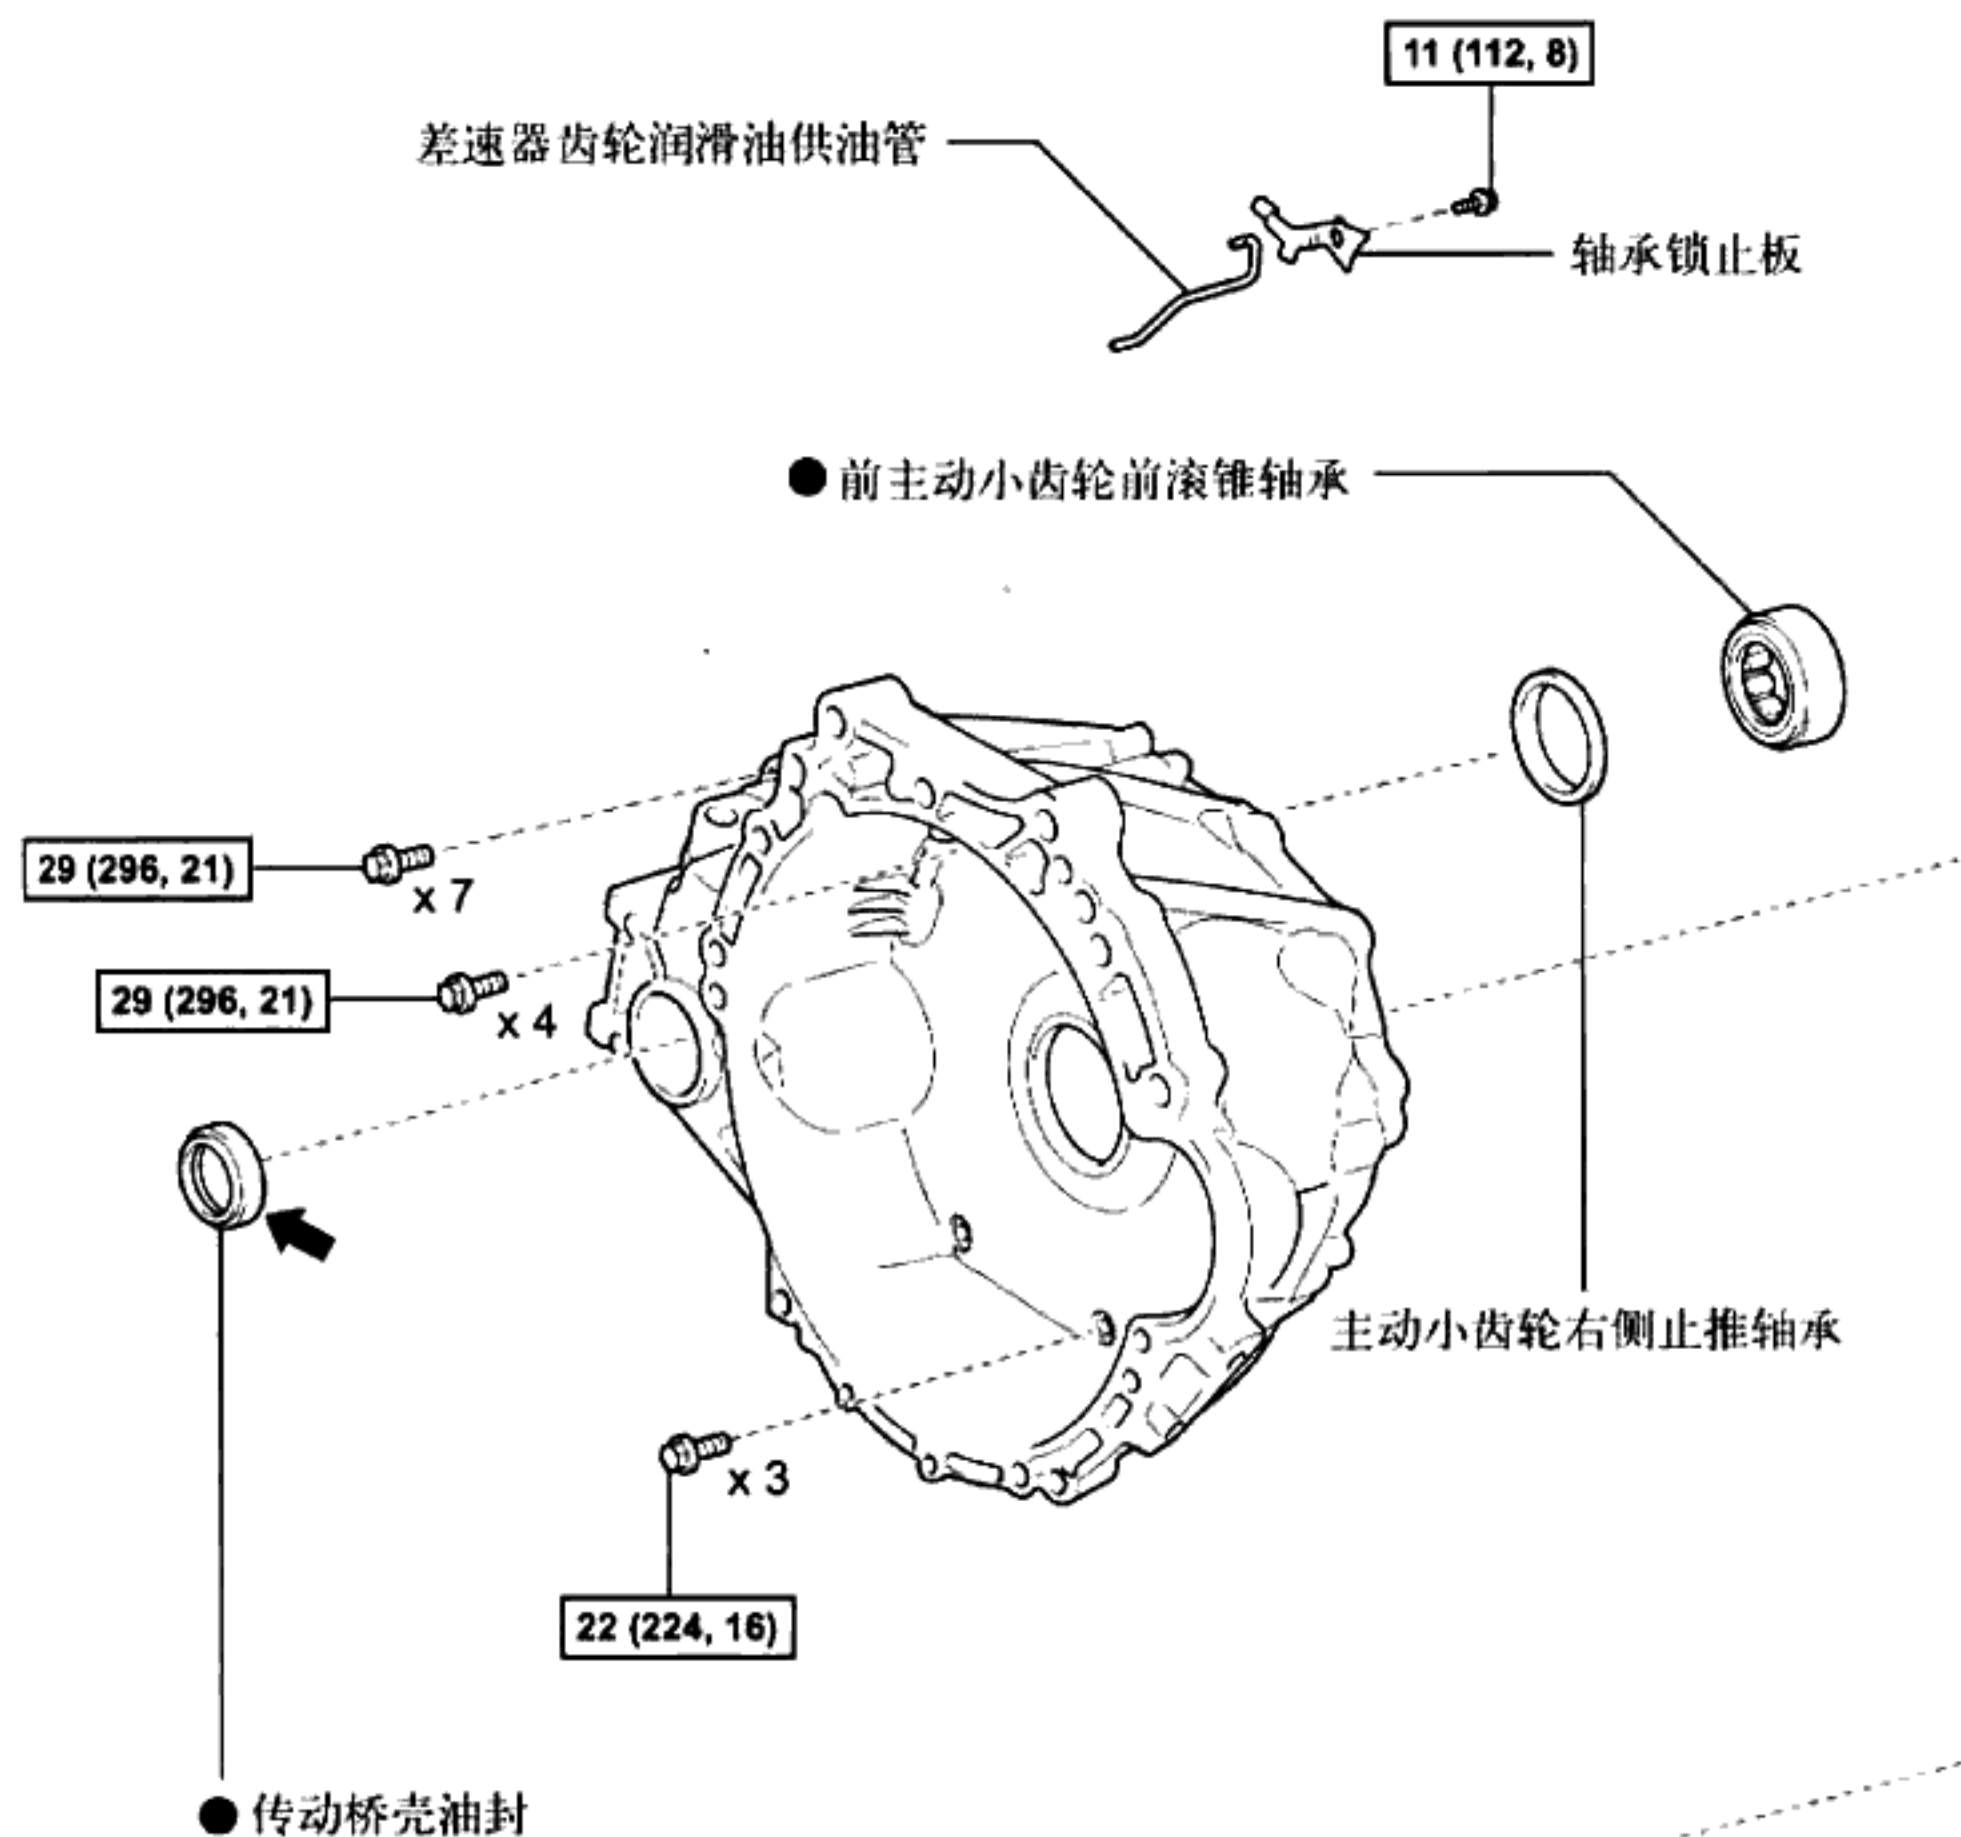 11 (112, 8)
差速器齿轮润滑油供油管
轴承锁止板
●前主动小齿轮前滚锥轴承
29 (296, 21)
x 7
29 (296, 21)
x 4
主动小齿轮右侧止推轴承
x 3
22 (224, 16)
●传动桥壳油封